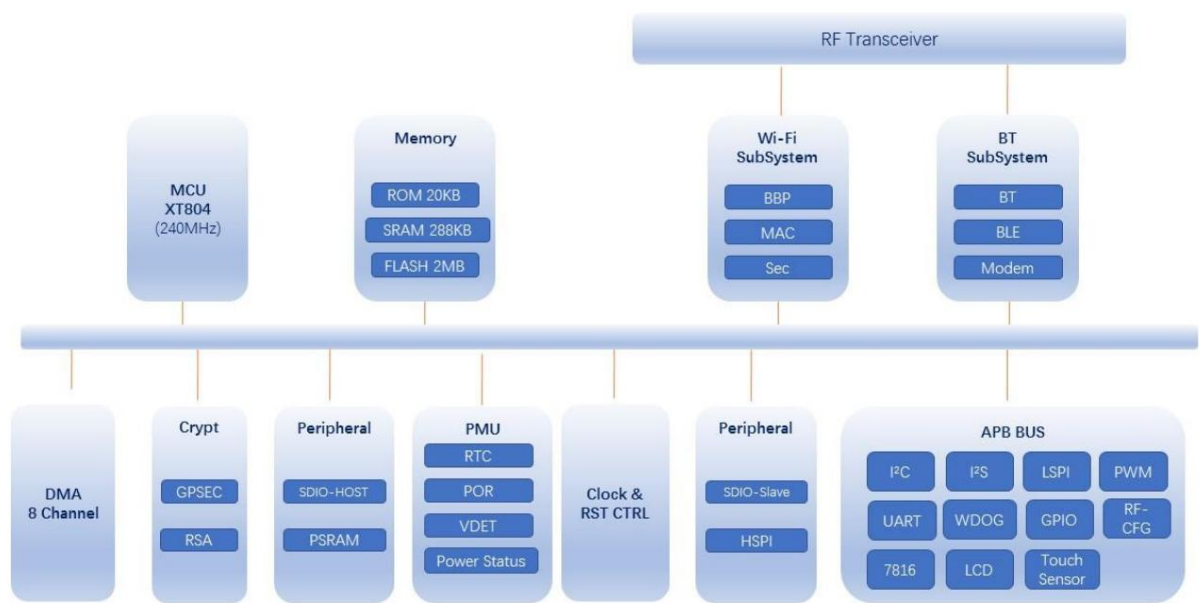 RF Transceiver
MCU
XT804
(240MHz)
Memory
ROM 20KB
SRAM 288KB
FLASH 2MB
Wi-Fi
SubSystem
BBP
MAC
Sec
BT
SubSystem
BT
BLE
Modem
DMA
8 Channel
Crypt
GPSEC
RSA
Peripheral
SDIO-HOST
PSRAM
PMU
RTC
POR
VDET
Power Status
Clock &
RST CTRL
Peripheral
SDIO-Slave
HSPI
APB BUS
I²C
I²S
LSPI
PWM
UART
WDOG
GPIO
RF-
CFG
7816
LCD
Touch
Sensor